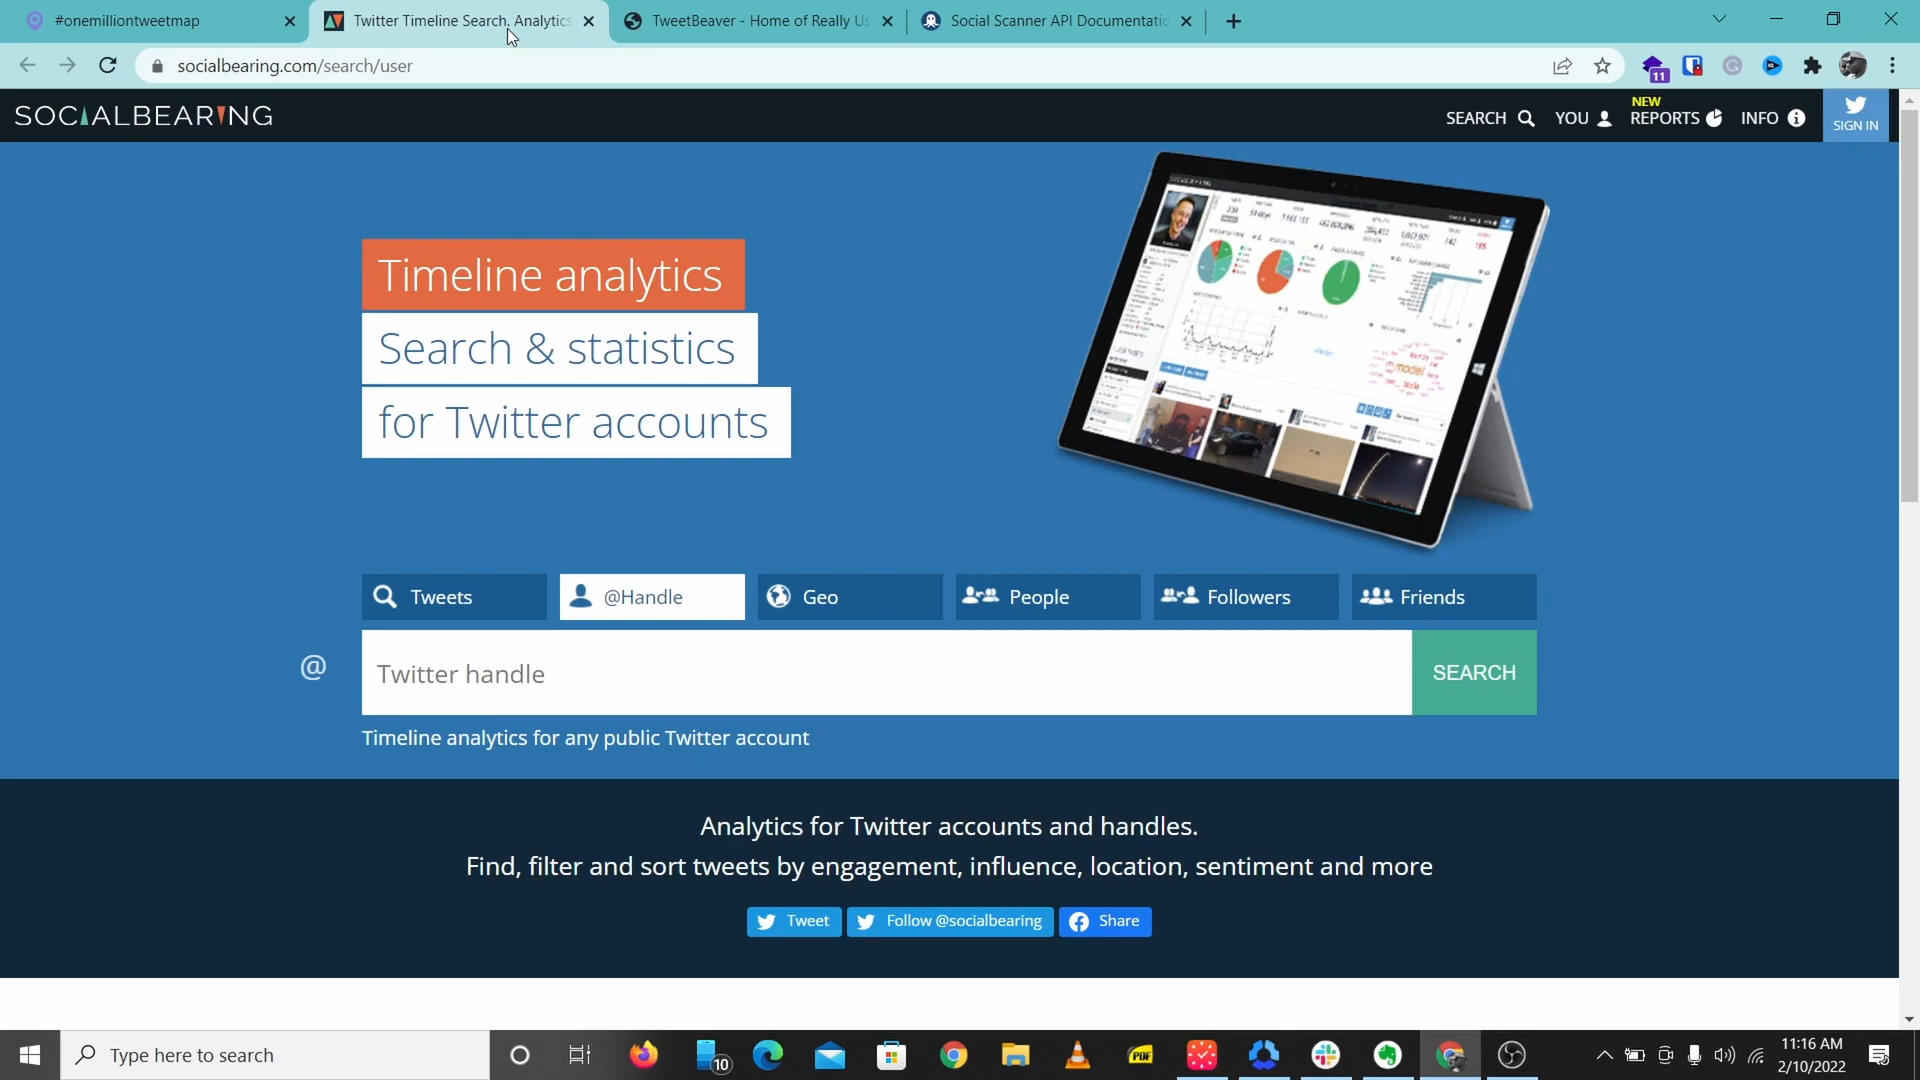 #onemilliontweetmap
Twitter Timeline Search. Analytics
TweetBeaver - Home of Really Us
Social Scanner API Documentatio
socialbearing.com/search/user
11
SOCIALBEARING
SEARCH
YOU
NEW
REPORTS
INFO
SIGN IN
Timeline analytics
Search & statistics
for Twitter accounts
Tweets
@Handle
Geo
People
Followers
Friends
@
Twitter handle
SEARCH
Timeline analytics for any public Twitter account
Analytics for Twitter accounts and handles.
Find, filter and sort tweets by engagement, influence, location, sentiment and more
Tweet
Follow @socialbearing
Share
Type here to search
10
PDF
11:16 AM
2/10/2022